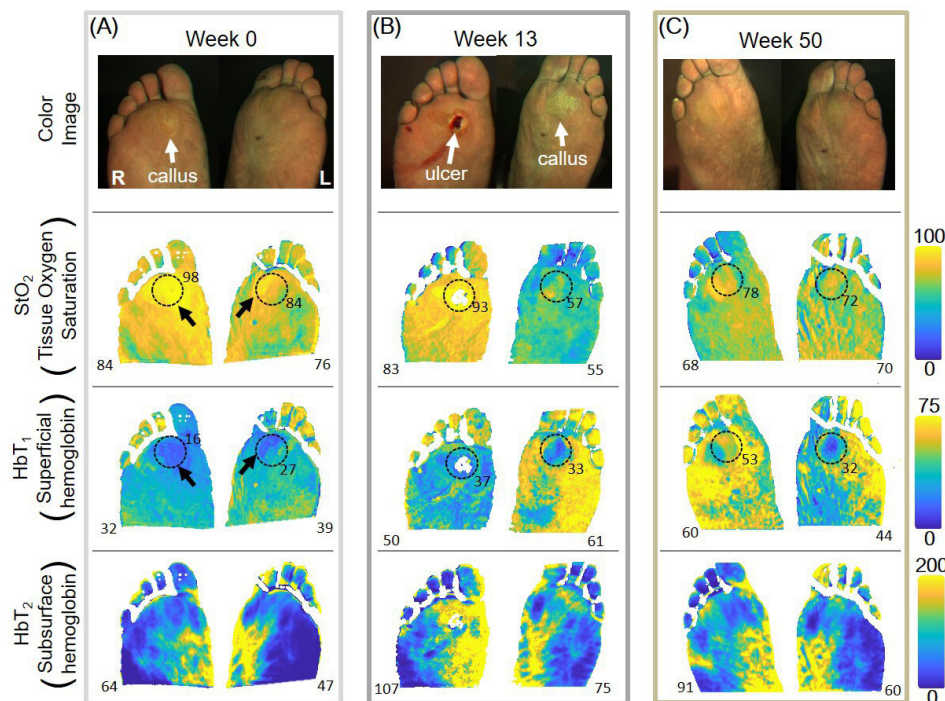 (A)
Week 0
(B)
Week 13
(C)
Week 50
Color
Image
callus
R
L
ulcer
callus
StO2
(Tissue Oxygen
Saturation)
98
84
84
76
93
57
83
55
78
72
68
70
100
0
HbT1
(Superficial
hemoglobin)
16
27
32
39
37
33
50
61
53
32
60
44
75
0
HbT2
(Subsurface
hemoglobin)
64
47
107
75
91
60
200
0